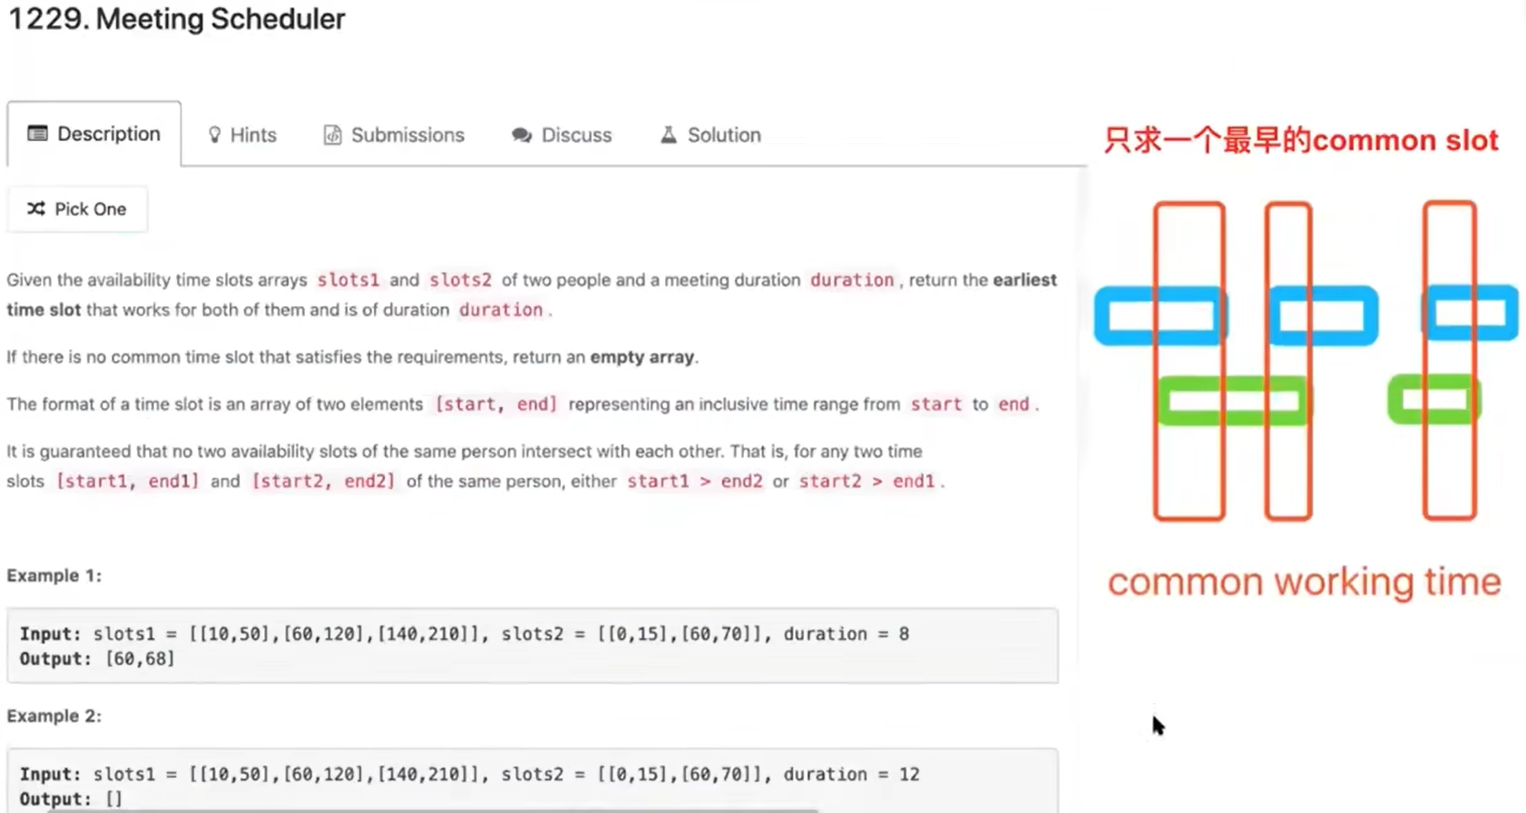 1229. Meeting Scheduler
Description
Hints
Submissions
Discuss
Solution
Pick One
Given the availability time slots arrays slots1 and slots2 of two people and a meeting duration duration, return the earliest
time slot that works for both of them and is of duration duration.
If there is no common time slot that satisfies the requirements, return an empty array.
The format of a time slot is an array of two elements [start, end] representing an inclusive time range from start to end.
It is guaranteed that no two availability slots of the same person intersect with each other. That is, for any two time
slots [start1, end1] and [start2, end2] of the same person, either start1 > end2 or start2 > end1.
Example 1:
Input: slots1 = [[10,50],[60,120],[140,210]], slots2 = [[0,15],[60,70]], duration = 8
Output: [60,68]
Example 2:
Input: slots1 = [[10,50],[60,120],[140,210]], slots2 = [[0,15],[60,70]], duration = 12
Output: []
只求一个最早的common slot
common working time